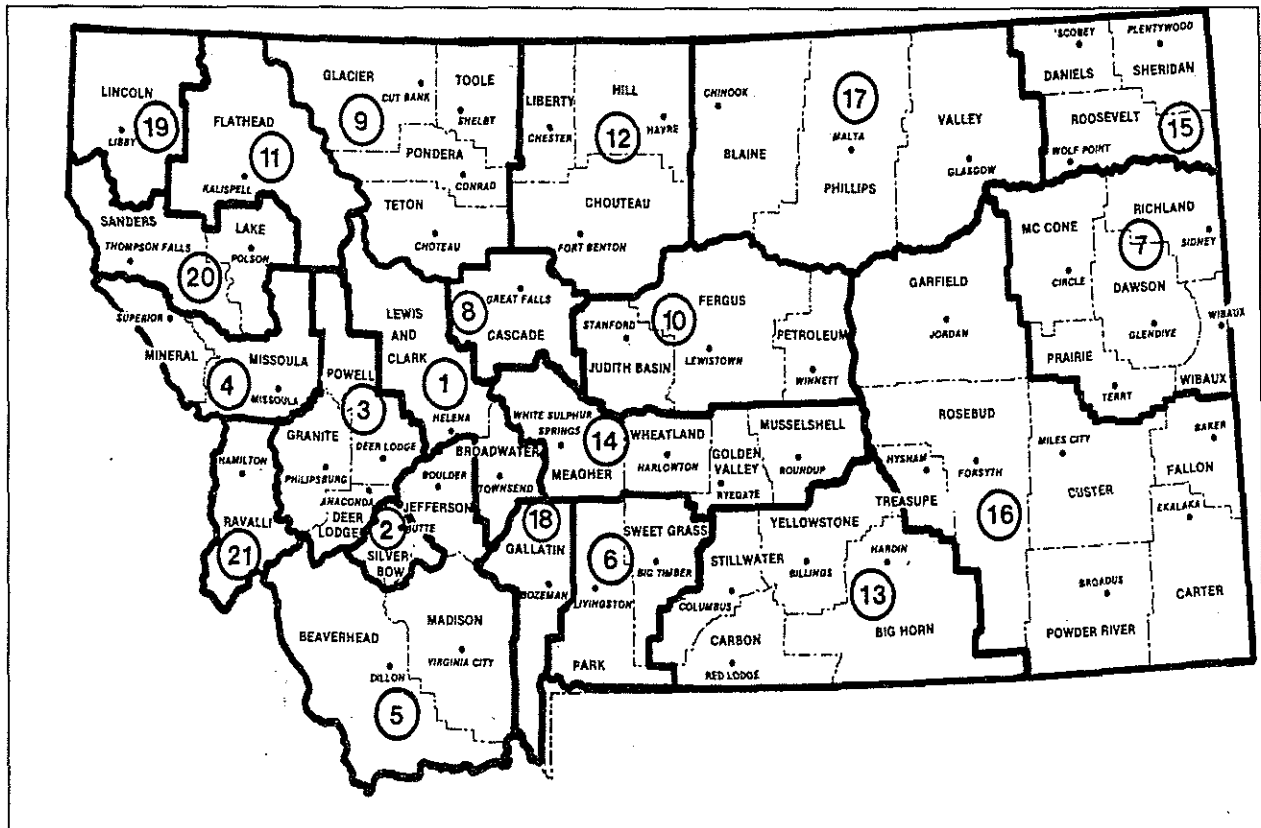 'SCOBEY
PLENTYWOOD
GLACIER
TOOLE
HILL
DANIELS
SHERIDAN
LINCOLN
CUT BANK
LIBERTY
CHINOOK
17
9
SHELBY
CHESTER
HAVRE
MALTA
VALLEY
ROOSEVELT
15
19
FLATHEAD
12
LIBBY
11
PONDERA
BLAINE
WOLF POINT
KALISPELL
CONRAD
PHILLIPS
GLASGOW
TETON
CHOUTEAU
SANDERS
LAKE
MC CONE
RICHLAND
THOMPSON FALLS
POLSON
CHOTEAU
FORT BENTON
7
SIDNEY
20
GARFIELD
CIRCLE
DAWSON
LEWIS
AND
CLARK
8
GREAT FALLS
CASCADE
10
FERGUS
SUPERIOR
STANFORD
JORDAN
GLENDIVE
WIBAUX
MINERAL
MISSOULA
JUDITH BASIN
LEWISTOWN
PETROLEUM
PRAIRIE
4
MISSOULA
POWELL
1
WINNETT
TERRY
WIBAUX
3
HELENA
WHITE SULPHUR
SPRINGS
14
WHEATLAND
MUSSELSHELL
ROSEBUD
GRANITE
DEER LODGE
BROADWATER
MEAGHER
HARLOWTON
GOLDEN
VALLEY
ROUNDUP
HYSHAM
FORSYTH
MILES CITY
BAKER
HAMILTON
PHILIPSBURG
BOULDER
TOWNSEND
RYEGATE
FALLON
ANACONDA
DEER
LODGE
JEFFERSON
TREASUPE
CUSTER
EKALAKA
RAVALLI
2
BUTTE
18
GALLATIN
SWEET GRASS
YELLOWSTONE
16
21
SILVER
BOW
6
BIG TIMBER
STILLWATER
HARDIN
BOZEMAN
LIVINGSTON
COLUMBUS
BILLINGS
13
BROADUS
CARTER
BEAVERHEAD
MADISON
CARBON
BIG HORN
POWDER RIVER
DILLON
VIRGINIA CITY
PARK
RED LODGE
5